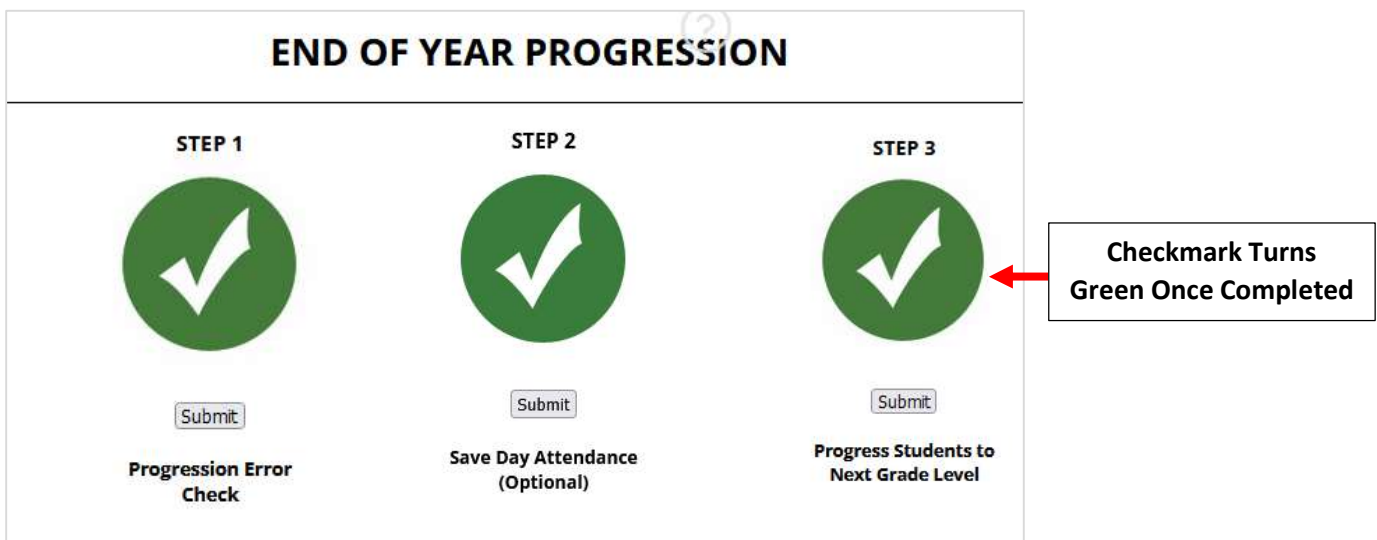 END OF YEAR PROGRESSION
STEP 1
Submit
Progression Error
Check
STEP 2
Submit
Save Day Attendance
(Optional)
STEP 3
Submit
Progress Students to
Next Grade Level
Checkmark Turns
Green Once Completed